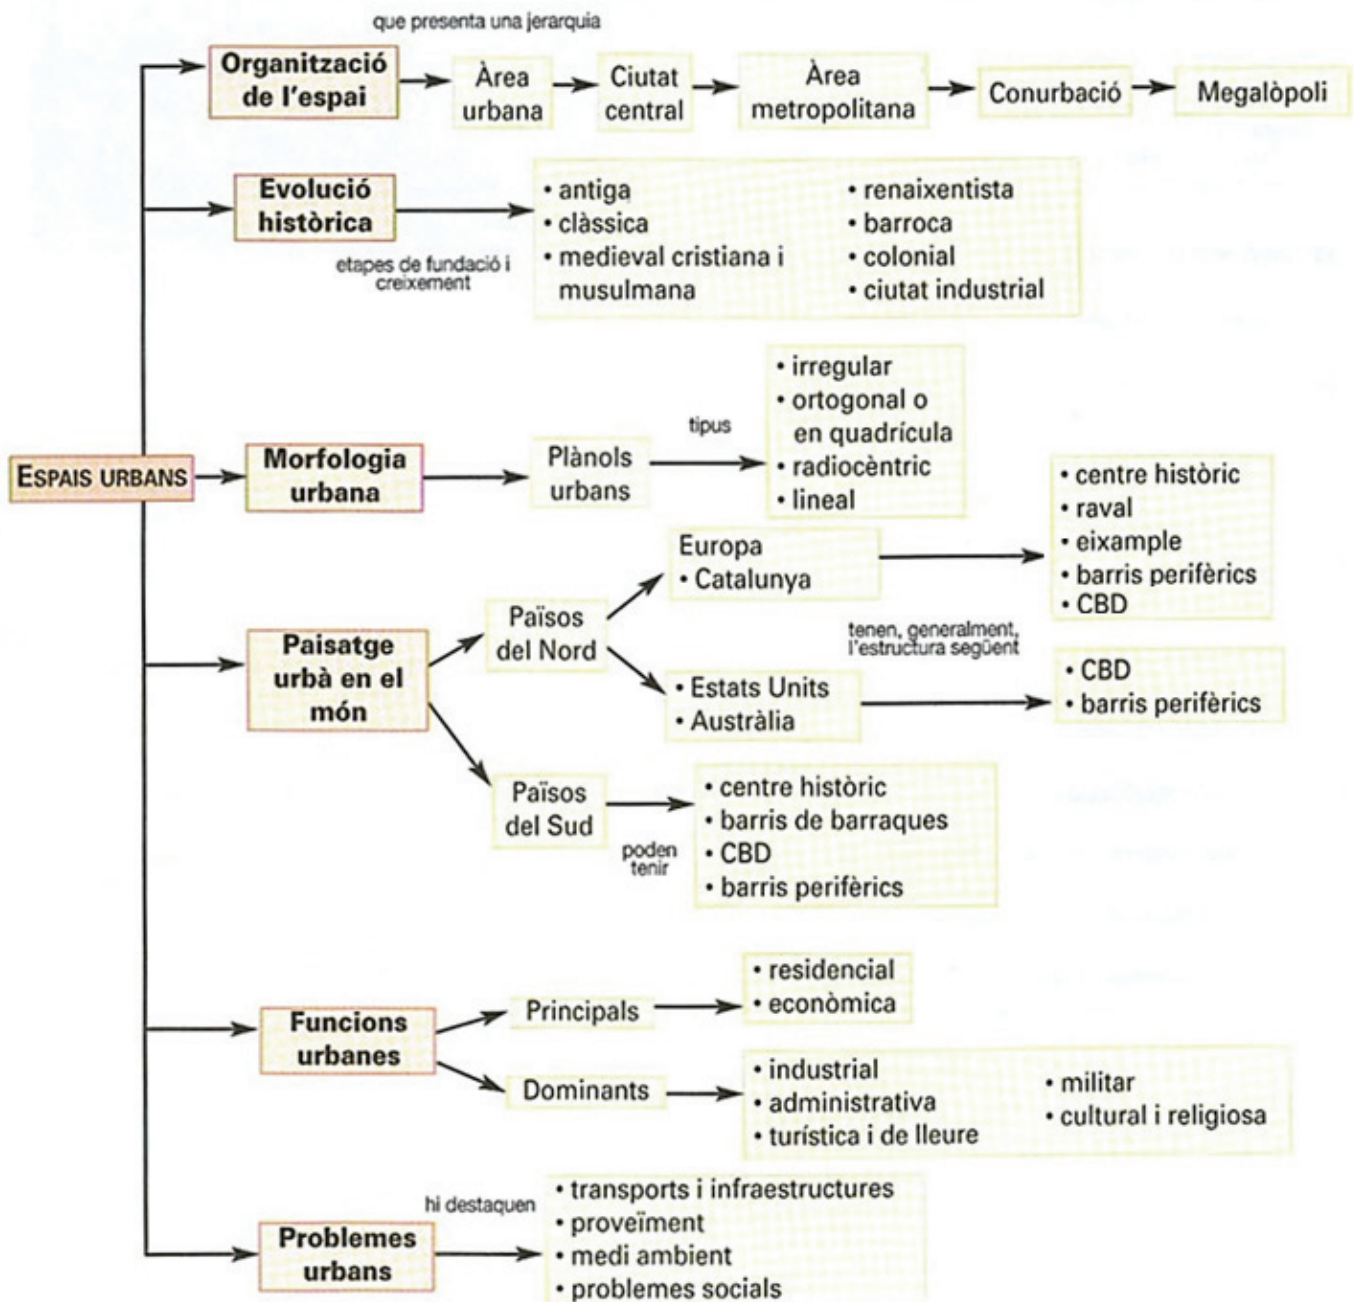 que presenta una jerarquia
Organització
de l'espai
Àrea
urbana
Ciutat
central
Àrea
metropolitana
Conurbació
Megalòpoli
Evolució
històrica
etapes de fundació i
creixement
• antiga
• clàssica
• medieval cristiana i
musulmana
• renaixentista
• barroca
• colonial
• ciutat industrial
ESPAIS URBANS
Morfologia
urbana
Plànols
urbans
tipus
• irregular
• ortogonal o
en quadrícula
• radiocèntric
• lineal
Paisatge
urbà en el
món
Països
del Nord
Europa
• Catalunya
• centre històric
• raval
• eixample
• barris perifèrics
• CBD
tenen, generalment,
l'estructura següent
• Estats Units
• Austràlia
• CBD
• barris perifèrics
Països
del Sud
poden
tenir
• centre històric
• barris de barraques
• CBD
• barris perifèrics
Funcions
urbanes
Principals
• residencial
• econòmica
Dominants
• industrial
• administrativa
• turística i de lleure
• militar
• cultural i religiosa
Problemes
urbans
hi destaquen
• transports i infraestructures
• proveïment
• medi ambient
• problemes socials